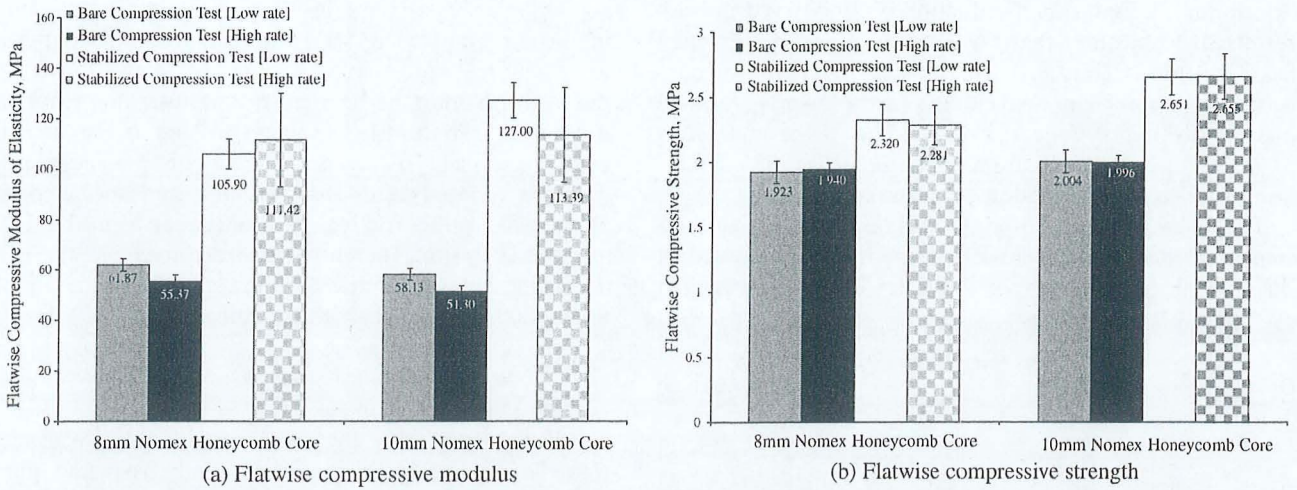 Flatwise Compressive Modulus of Elasticity, MPa
160
140
120
100
80
60
40
20
0
Bare Compression Test [Low rate]
Bare Compression Test [High rate]
Stabilized Compression Test [Low rate]
Stabilized Compression Test [High rate]
61.87
55.37
105.90
111.42
58.13
51.30
127.00
113.39
8mm Nomex Honeycomb Core
10mm Nomex Honeycomb Core
(a) Flatwise compressive modulus
Flatwise Compressive Strength, MPa
3
2.5
2
1.5
1
0.5
0
Bare Compression Test [Low rate]
Bare Compression Test [High rate]
Stabilized Compression Test [Low rate]
Stabilized Compression Test [High rate]
1.923
1.940
2.320
2.281
2.004
1.996
2.651
2.655
8mm Nomex Honeycomb Core
10mm Nomex Honeycomb Core
(b) Flatwise compressive strength